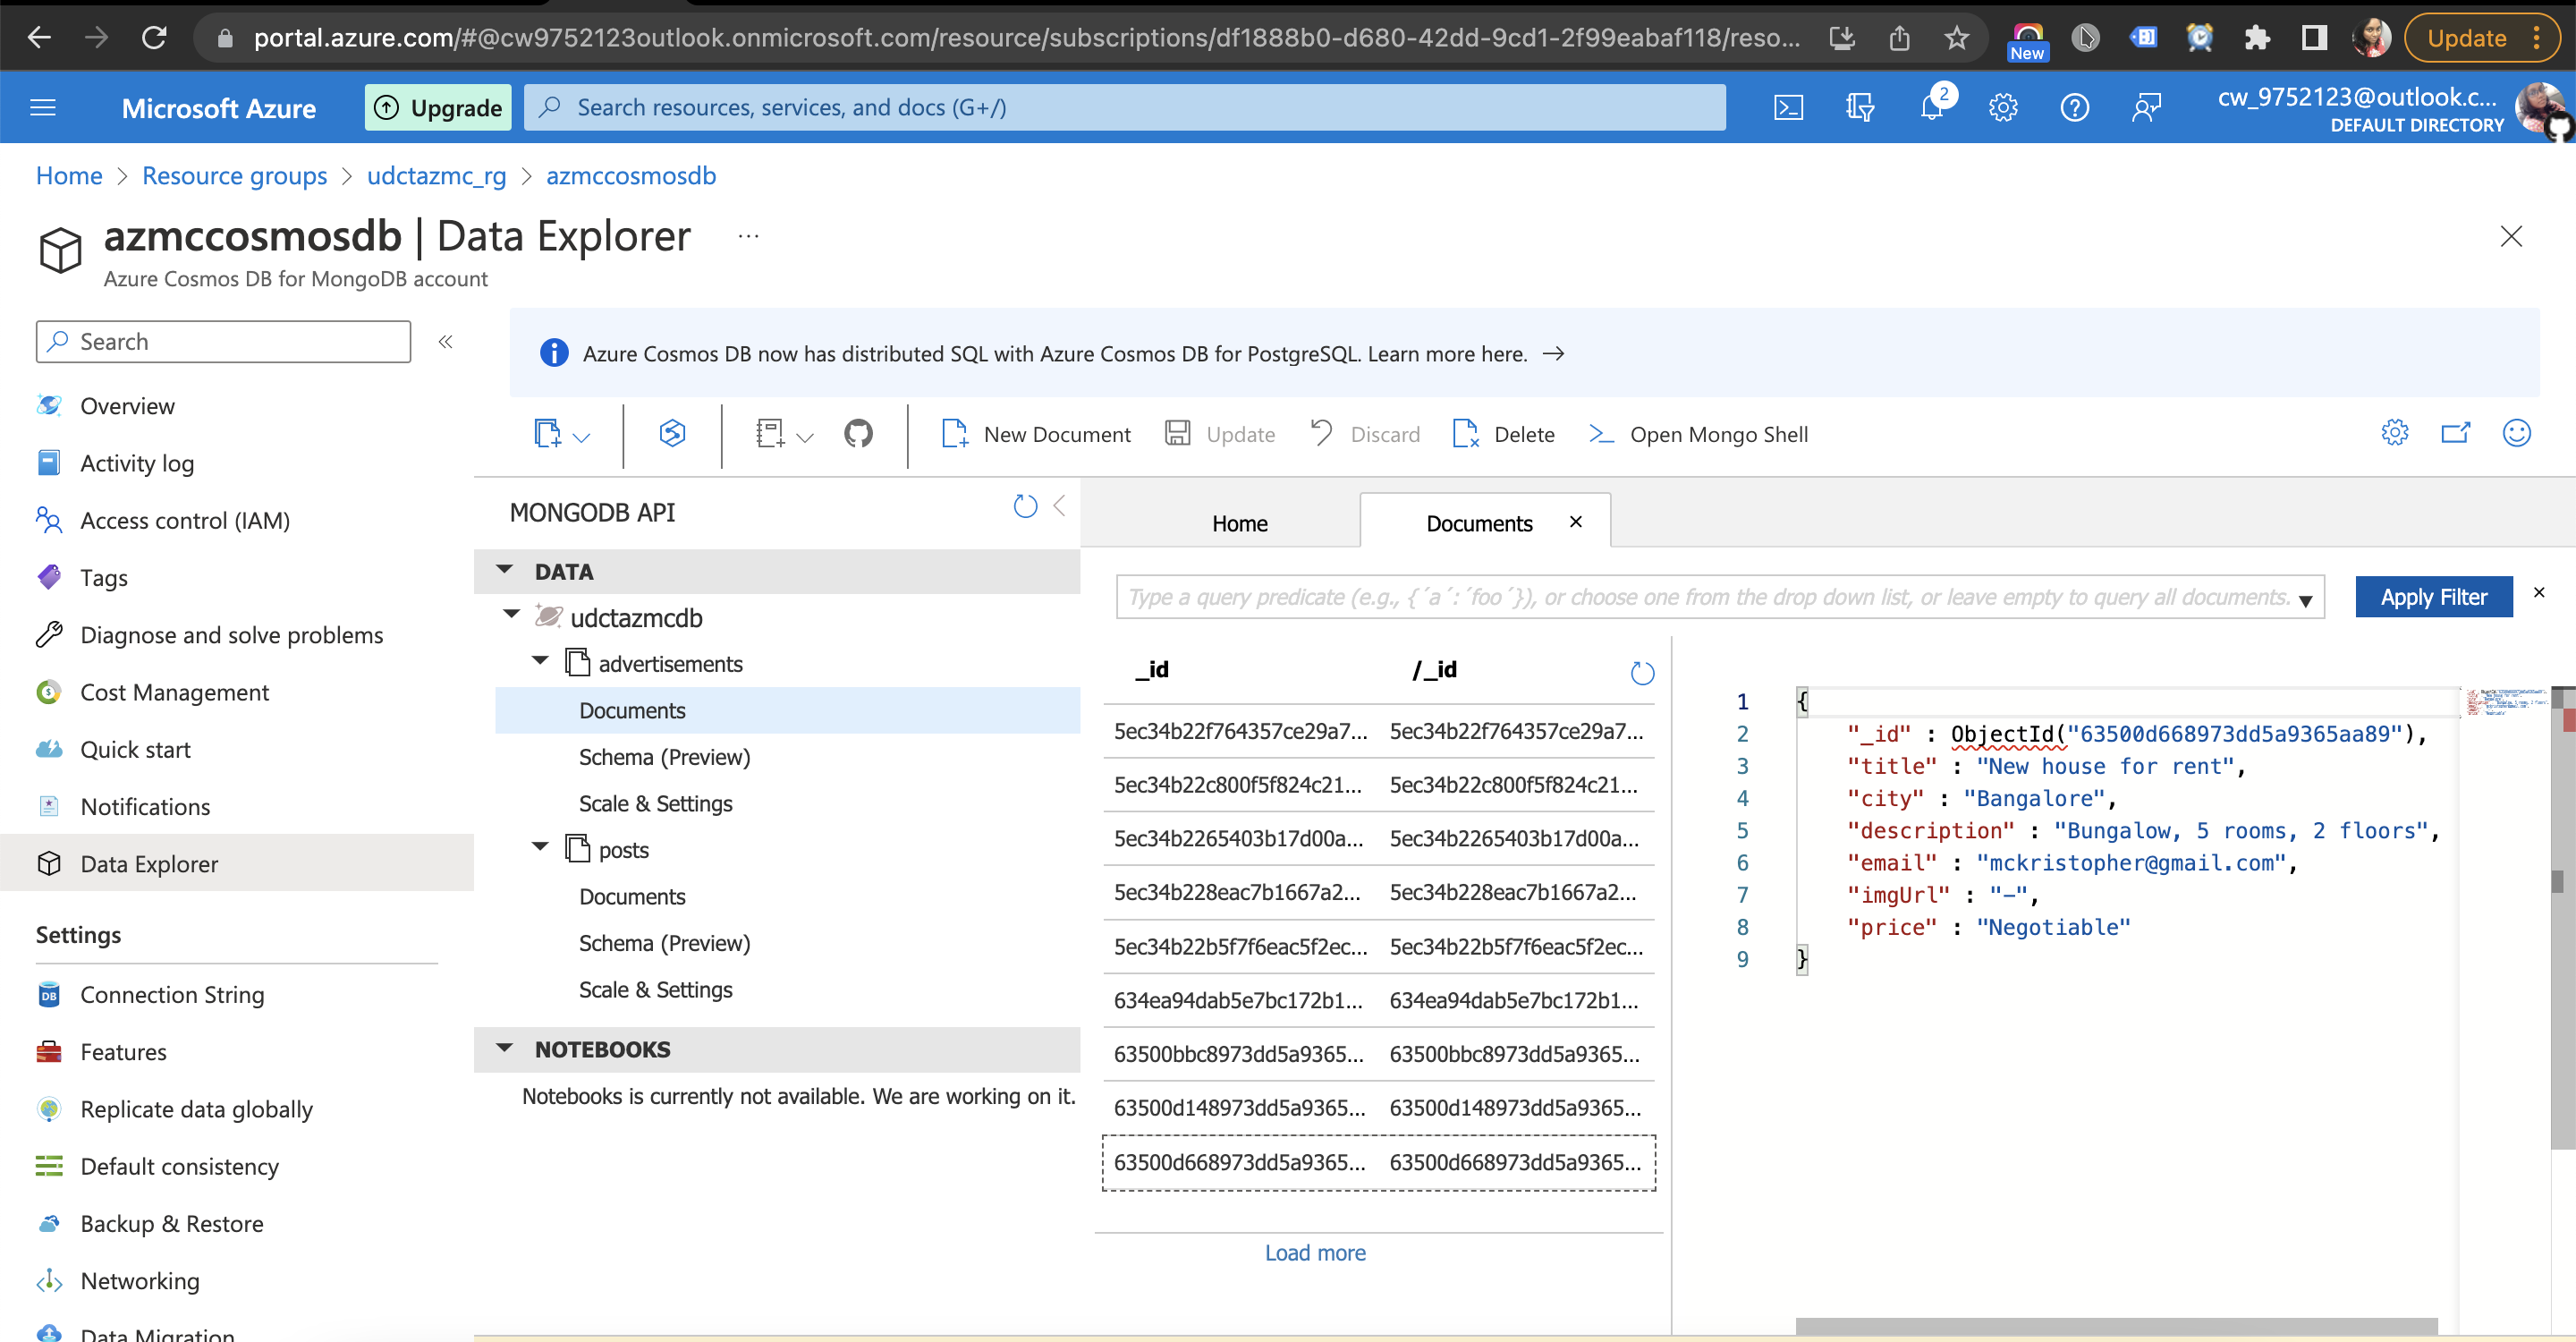 portal.azure.com/#@cw9752123outlook.onmicrosoft.com/resource/subscriptions/df1888b0-d680-42dd-9cd1-2f99eabaf118/reso...
New
Update
Microsoft Azure
Upgrade
Search resources, services, and docs (G+/)
2
cw_9752123@outlook.c...
DEFAULT DIRECTORY
Home > Resource groups > udctazmc_rg > azmccosmosdb
azmccosmosdb | Data Explorer ...
Azure Cosmos DB for MongoDB account
Search
«
Overview
Activity log
Access control (IAM)
Tags
Diagnose and solve problems
Cost Management
Quick start
Notifications
Data Explorer
Settings
Connection String
Features
Replicate data globally
Default consistency
Backup & Restore
Networking
Data Migration
Azure Cosmos DB now has distributed SQL with Azure Cosmos DB for PostgreSQL. Learn more here. →
New Document
Update
Discard
Delete
Open Mongo Shell
MONGODB API
DATA
udctazmcdb
advertisements
Documents
Schema (Preview)
Scale & Settings
posts
Documents
Schema (Preview)
Scale & Settings
NOTEBOOKS
Notebooks is currently not available. We are working on it.
Home
Documents
Type a query predicate (e.g., {´a´:´foo´}), or choose one from the drop down list, or leave empty to query all documents.
Apply Filter
_id /_id
5ec34b22f764357ce29a7... 5ec34b22f764357ce29a7...
5ec34b22c800f5f824c21... 5ec34b22c800f5f824c21...
5ec34b2265403b17d00a... 5ec34b2265403b17d00a...
5ec34b228eac7b1667a2... 5ec34b228eac7b1667a2...
5ec34b22b5f7f6eac5f2ec... 5ec34b22b5f7f6eac5f2ec...
634ea94dab5e7bc172b1... 634ea94dab5e7bc172b1...
63500bbc8973dd5a9365... 63500bbc8973dd5a9365...
63500d148973dd5a9365... 63500d148973dd5a9365...
63500d668973dd5a9365... 63500d668973dd5a9365...
Load more
1 {
2 "_id" : ObjectId("63500d668973dd5a9365aa89"),
3 "title" : "New house for rent",
4 "city" : "Bangalore",
5 "description" : "Bungalow, 5 rooms, 2 floors",
6 "email" : "mckristopher@gmail.com",
7 "imgUrl" : "-",
8 "price" : "Negotiable"
9 }